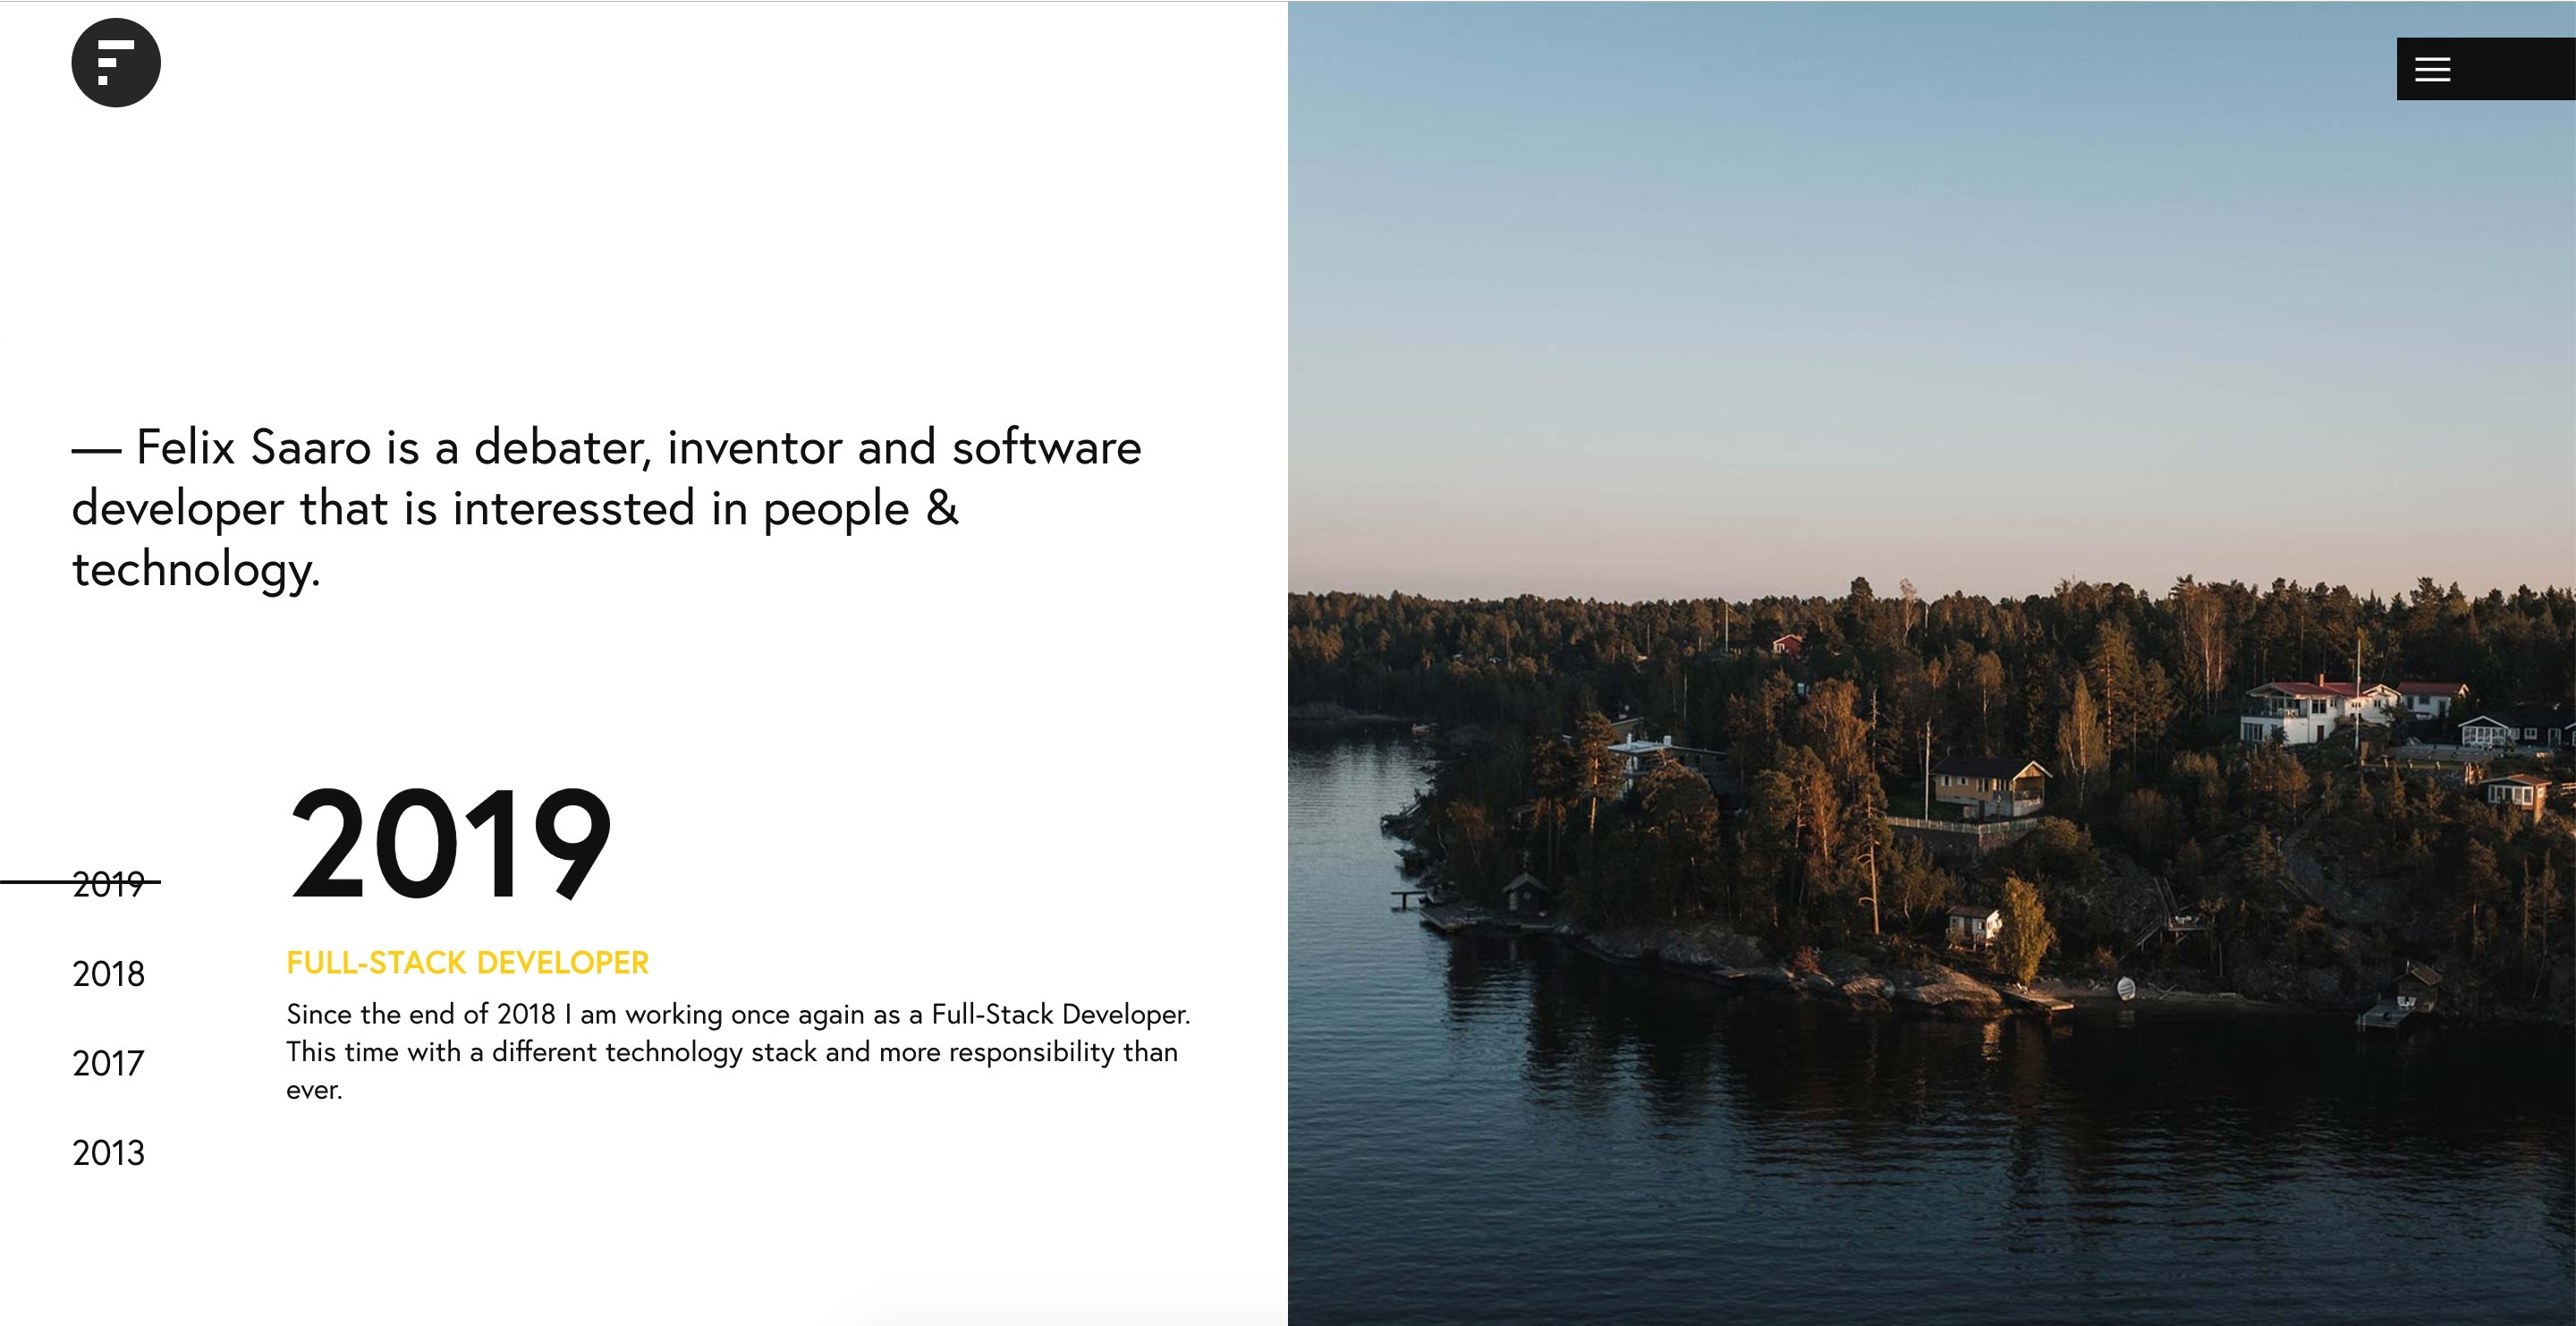 — Felix Saaro is a debater, inventor and software
developer that is interessted in people &
technology.
2019
2019
2018
2017
2013
FULL-STACK DEVELOPER
Since the end of 2018 I am working once again as a Full-Stack Developer.
This time with a different technology stack and more responsibility than
ever.